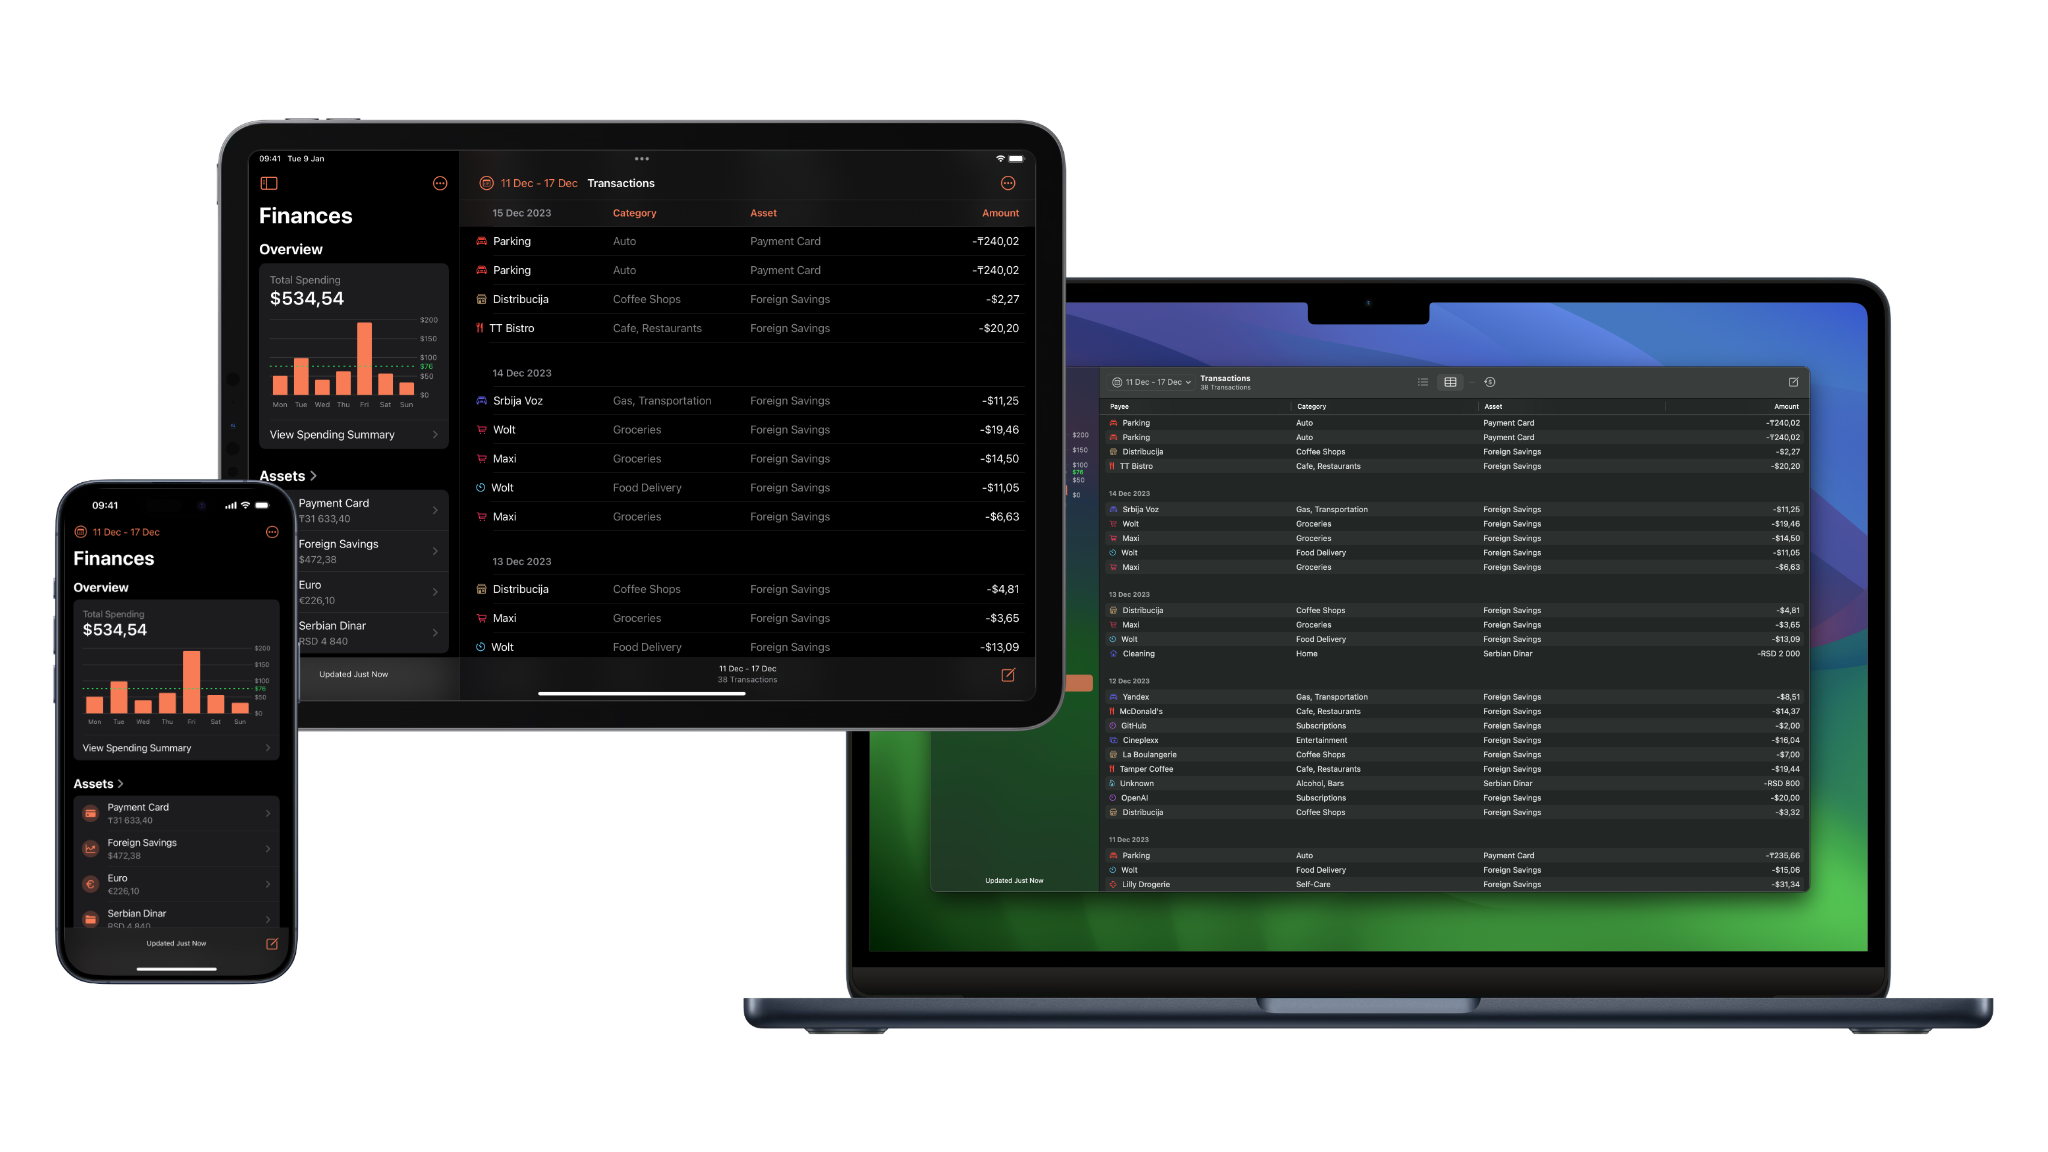 09:41 Tue 9 Jan
Finances
Overview
Total Spending
$534,54
$200
$150
$100
$76
$50
$0
Mon Tue Wed Thu Fri Sat Sun
View Spending Summary
Assets
Payment Card
₸31 633,40
Foreign Savings
$472,38
Euro
€226,10
Serbian Dinar
RSD 4 840
Updated Just Now
11 Dec - 17 Dec Transactions
15 Dec 2023 Category Asset Amount
Parking Auto Payment Card -₸240,02
Parking Auto Payment Card -₸240,02
Distribucija Coffee Shops Foreign Savings -$2,27
TT Bistro Cafe, Restaurants Foreign Savings -$20,20
14 Dec 2023
Srbija Voz Gas, Transportation Foreign Savings -$11,25
Wolt Groceries Foreign Savings -$19,46
Maxi Groceries Foreign Savings -$14,50
Wolt Food Delivery Foreign Savings -$11,05
Maxi Groceries Foreign Savings -$6,63
13 Dec 2023
Distribucija Coffee Shops Foreign Savings -$4,81
Maxi Groceries Foreign Savings -$3,65
Wolt Food Delivery Foreign Savings -$13,09
11 Dec - 17 Dec
38 Transactions
09:41
11 Dec - 17 Dec
Finances
Overview
Total Spending
$534,54
$200
$150
$100
$76
$50
$0
Mon Tue Wed Thu Fri Sat Sun
View Spending Summary
Assets
Payment Card
₸31 633,40
Foreign Savings
$472,38
Euro
€226,10
Serbian Dinar
RSD 4 840
Updated Just Now
$200
$150
$100
$76
$50
$0
Updated Just Now
11 Dec - 17 Dec Transactions
38 Transactions
Payee Category Asset Amount
Parking Auto Payment Card -₸240,02
Parking Auto Payment Card -₸240,02
Distribucija Coffee Shops Foreign Savings -$2,27
TT Bistro Cafe, Restaurants Foreign Savings -$20,20
14 Dec 2023
Srbija Voz Gas, Transportation Foreign Savings -$11,25
Wolt Groceries Foreign Savings -$19,46
Maxi Groceries Foreign Savings -$14,50
Wolt Food Delivery Foreign Savings -$11,05
Maxi Groceries Foreign Savings -$6,63
13 Dec 2023
Distribucija Coffee Shops Foreign Savings -$4,81
Maxi Groceries Foreign Savings -$3,65
Wolt Food Delivery Foreign Savings -$13,09
Cleaning Home Serbian Dinar -RSD 2 000
12 Dec 2023
Yandex Gas, Transportation Foreign Savings -$8,51
McDonald's Cafe, Restaurants Foreign Savings -$14,37
GitHub Subscriptions Foreign Savings -$2,00
Cineplexx Entertainment Foreign Savings -$16,04
La Boulangerie Coffee Shops Foreign Savings -$7,00
Tamper Coffee Cafe, Restaurants Foreign Savings -$19,44
Unknown Alcohol, Bars Serbian Dinar -RSD 800
OpenAI Subscriptions Foreign Savings -$20,00
Distribucija Coffee Shops Foreign Savings -$3,32
11 Dec 2023
Parking Auto Payment Card -₸235,66
Wolt Food Delivery Foreign Savings -$15,06
Lilly Drogerie Self-Care Foreign Savings -$31,34